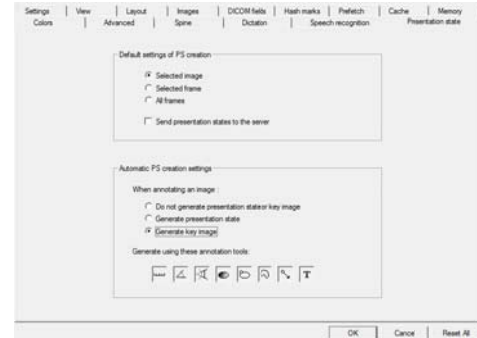 Settings View Layout Images DICOM fields Hash marks Prefetch Cache Memory
Colors Advanced Spine Dictation Speech recognition Presentation state
Default settings of PS creation
Selected image
Selected frame
All frames
Send presentation states to the server
Automatic PS creation settings
When annotating an image :
Do not generate presentation state or key image
Generate presentation state
Generate key image
Generate using these annotation tools:
T
OK Cancel Reset All